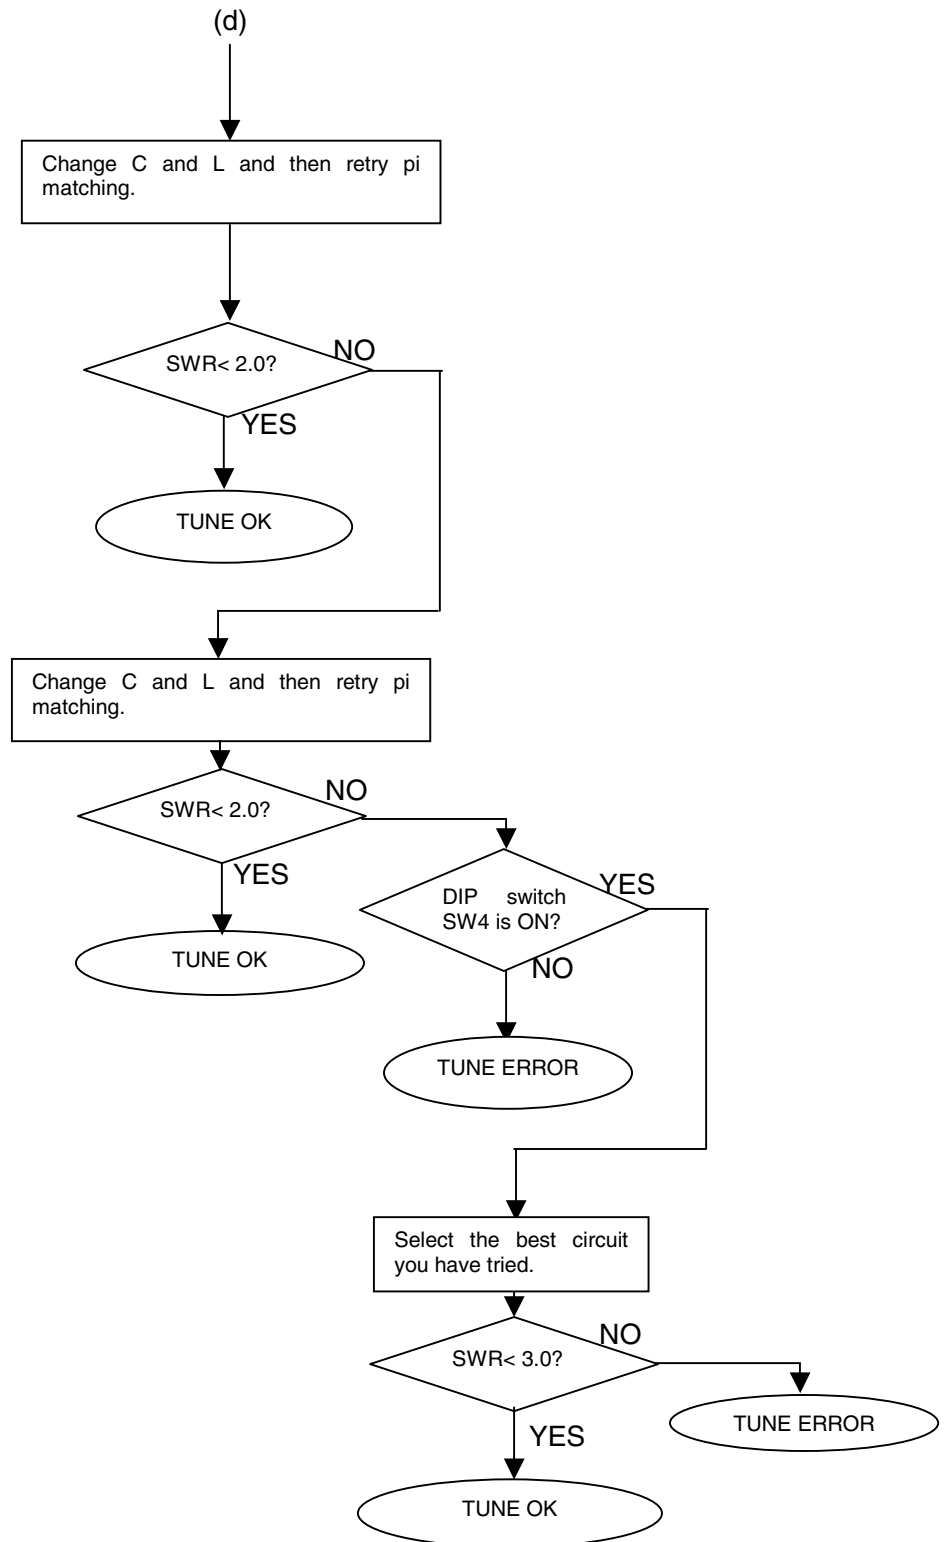 (d)
Change C and L and then retry pi
matching.
NO
SWR< 2.0?
YES
TUNE OK
Change C and L and then retry pi
matching.
NO
SWR< 2.0?
YES
YES
DIP switch
SW4 is ON?
TUNE OK
NO
TUNE ERROR
Select the best circuit
you have tried.
NO
SWR< 3.0?
TUNE ERROR
YES
TUNE OK